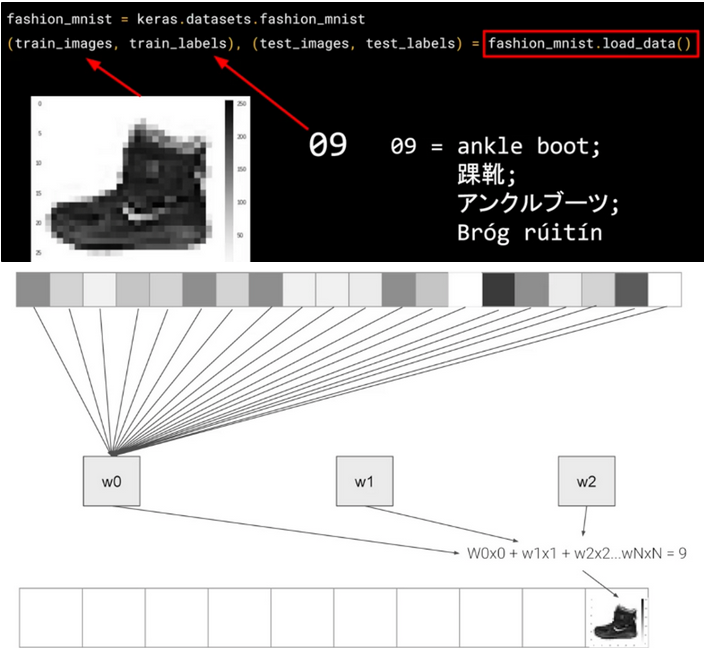 fashion_mnist = keras.datasets.fashion_mnist
(train_images, train_labels), (test_images, test_labels) = fashion_mnist.load_data()
0
5
10
15
20
25
250
200
150
100
50
09
09 = ankle boot;
踝靴;
アンクルブーツ;
Bróg rúitín
w0
w1
w2
W0x0 + w1x1 + w2x2...wNxN = 9